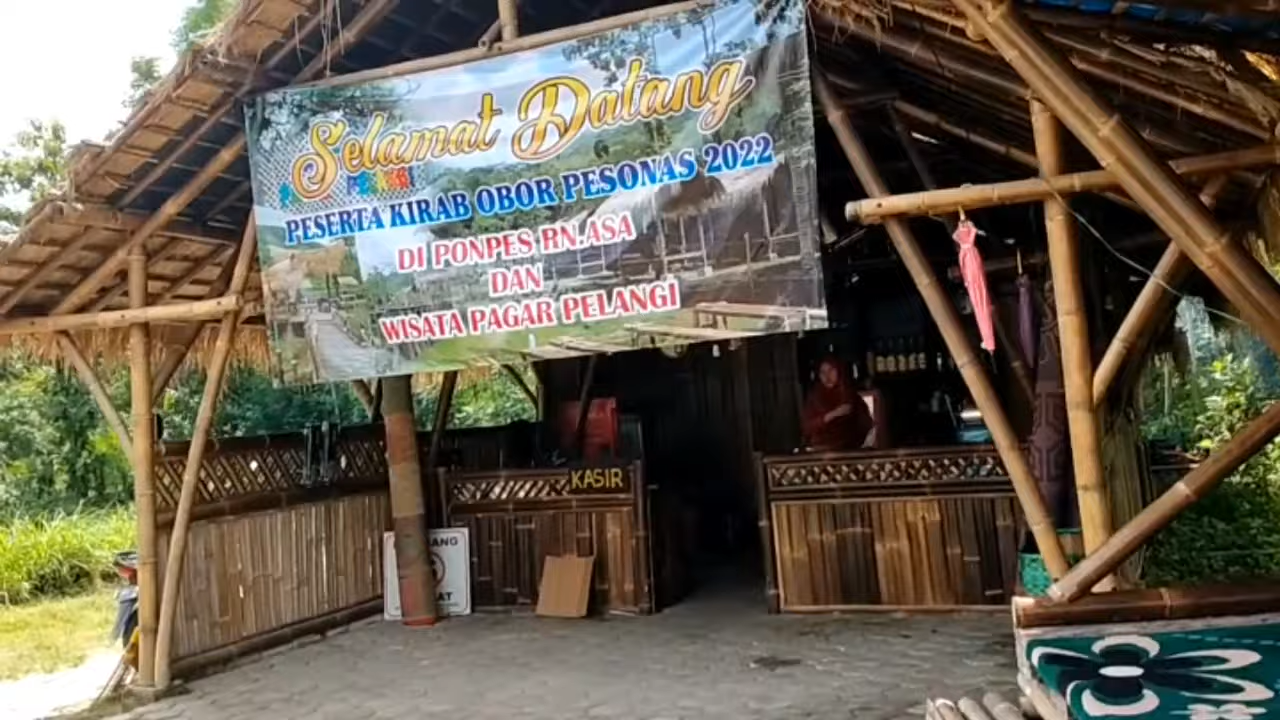 Selamat Datang
PESERTA KIRAB OBOR PESONAS 2022
DI PONPES RN.ASA
DAN
WISATA PAGAR PELANGI
KASIR